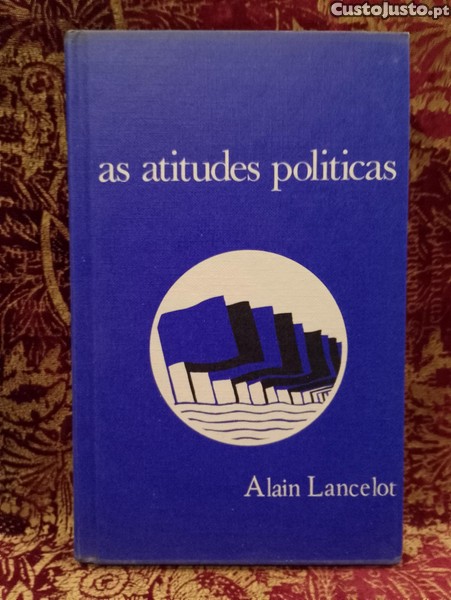 CustoJusto.pt
as atitudes politicas
Alain Lancelot